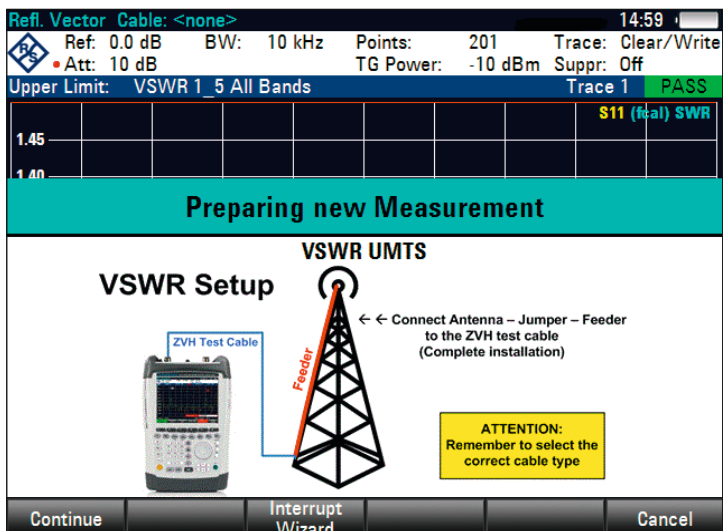 Refl. Vector Cable: <none> 14:59
Ref: 0.0 dB BW: 10 kHz Points: 201 Trace: Clear/Write
Att: 10 dB TG Power: -10 dBm Suppr: Off
Upper Limit: VSWR 1_5 All Bands Trace 1 PASS
S11 (fcal) SWR
1.45
1.40
Preparing new Measurement
VSWR UMTS
VSWR Setup
← ← Connect Antenna – Jumper – Feeder
to the ZVH test cable
(Complete installation)
ZVH Test Cable
Feeder
ATTENTION:
Remember to select the
correct cable type
Continue Interrupt Wizard Cancel